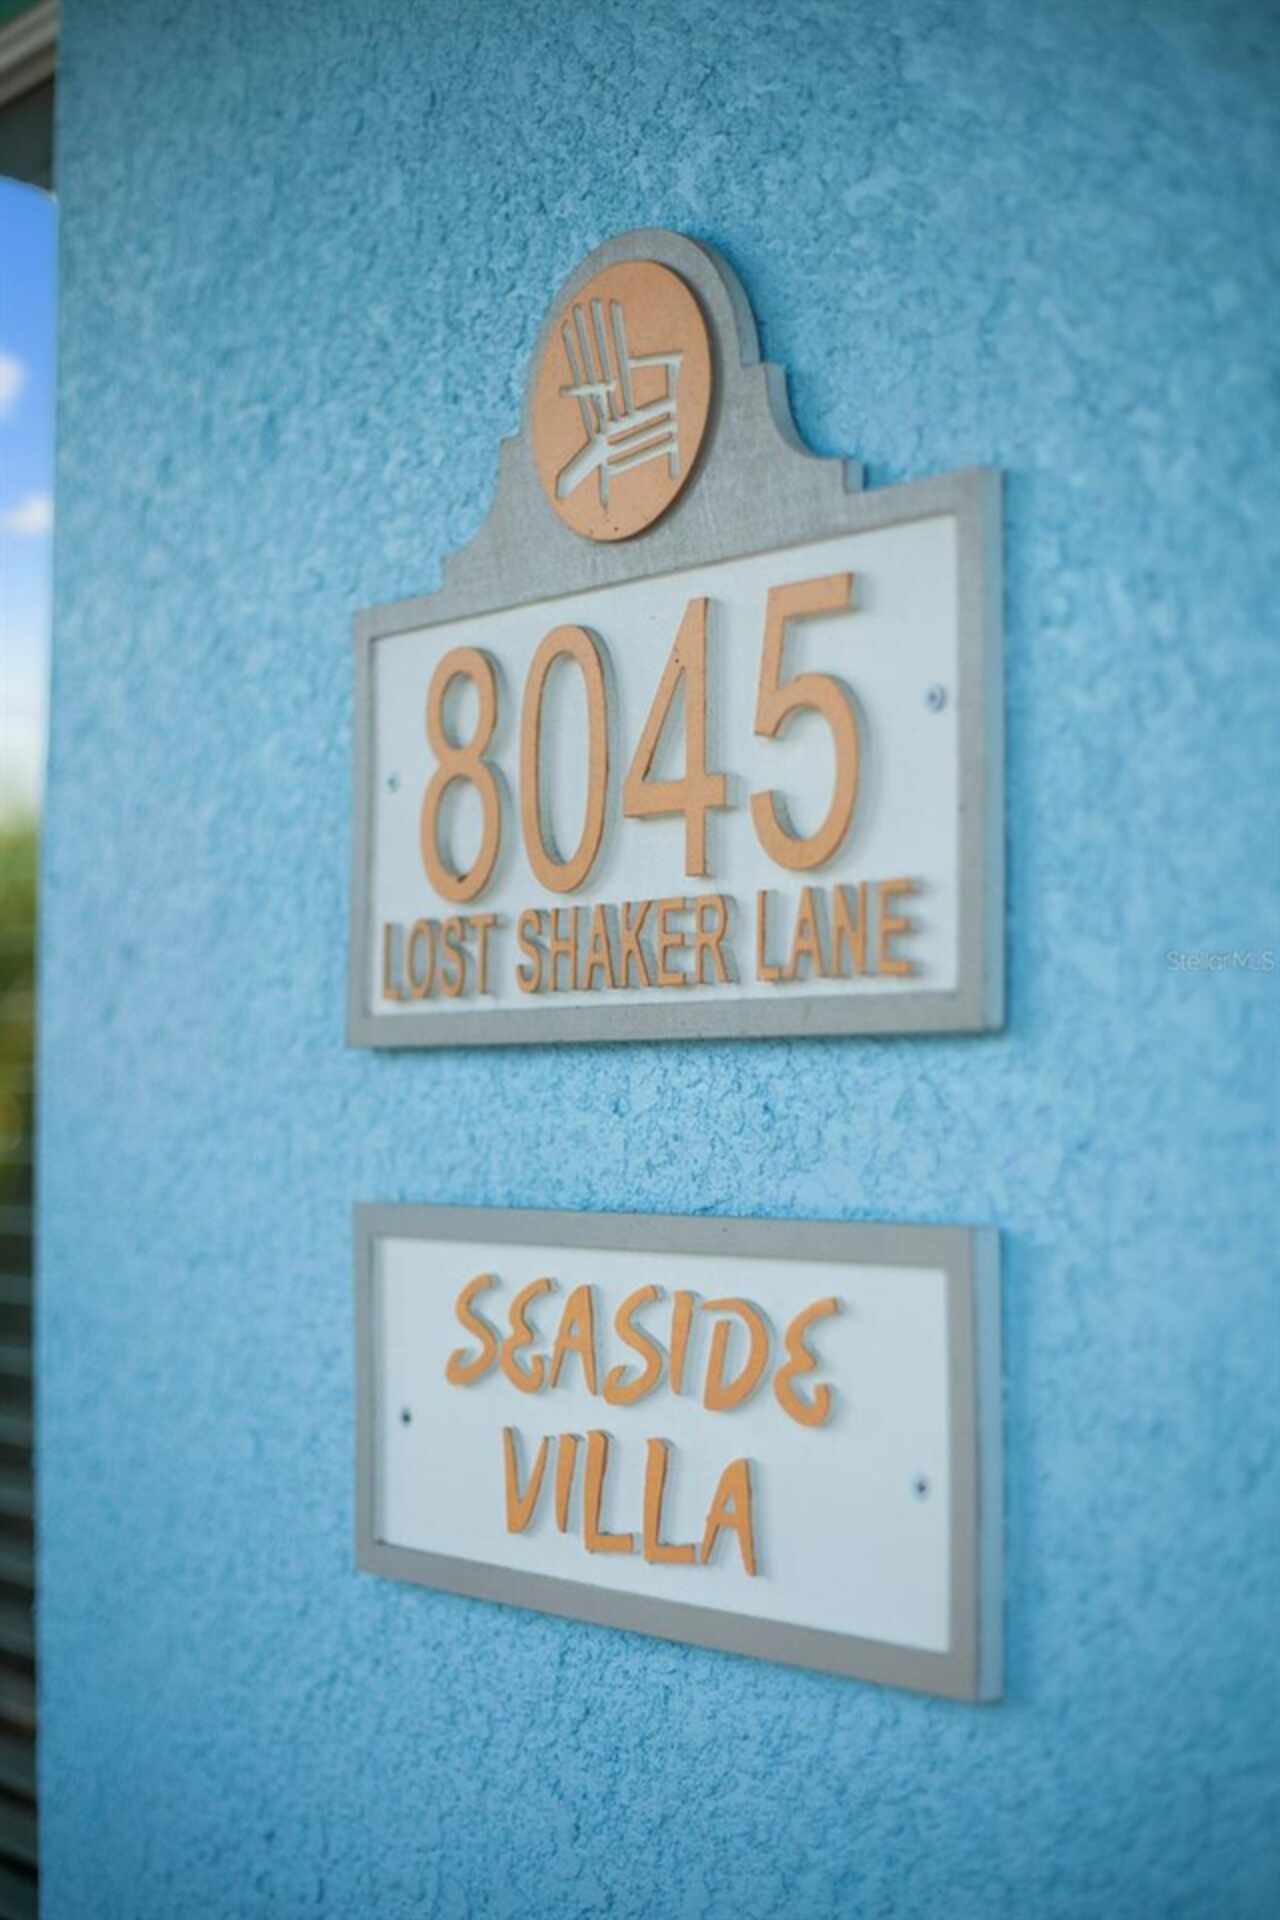 8045
LOST SHAKER LANE
StellarMLS
SEASIDE
VILLA